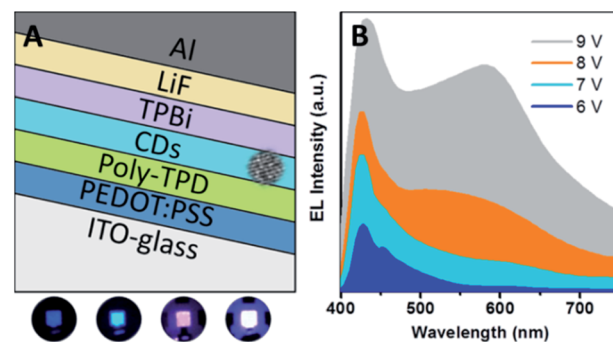 A
Al
LiF
TPBi
CDs
Poly-TPD
PEDOT:PSS
ITO-glass
B
9 V
8 V
7 V
6 V
EL Intensity (a.u.)
400 500 600 700
Wavelength (nm)